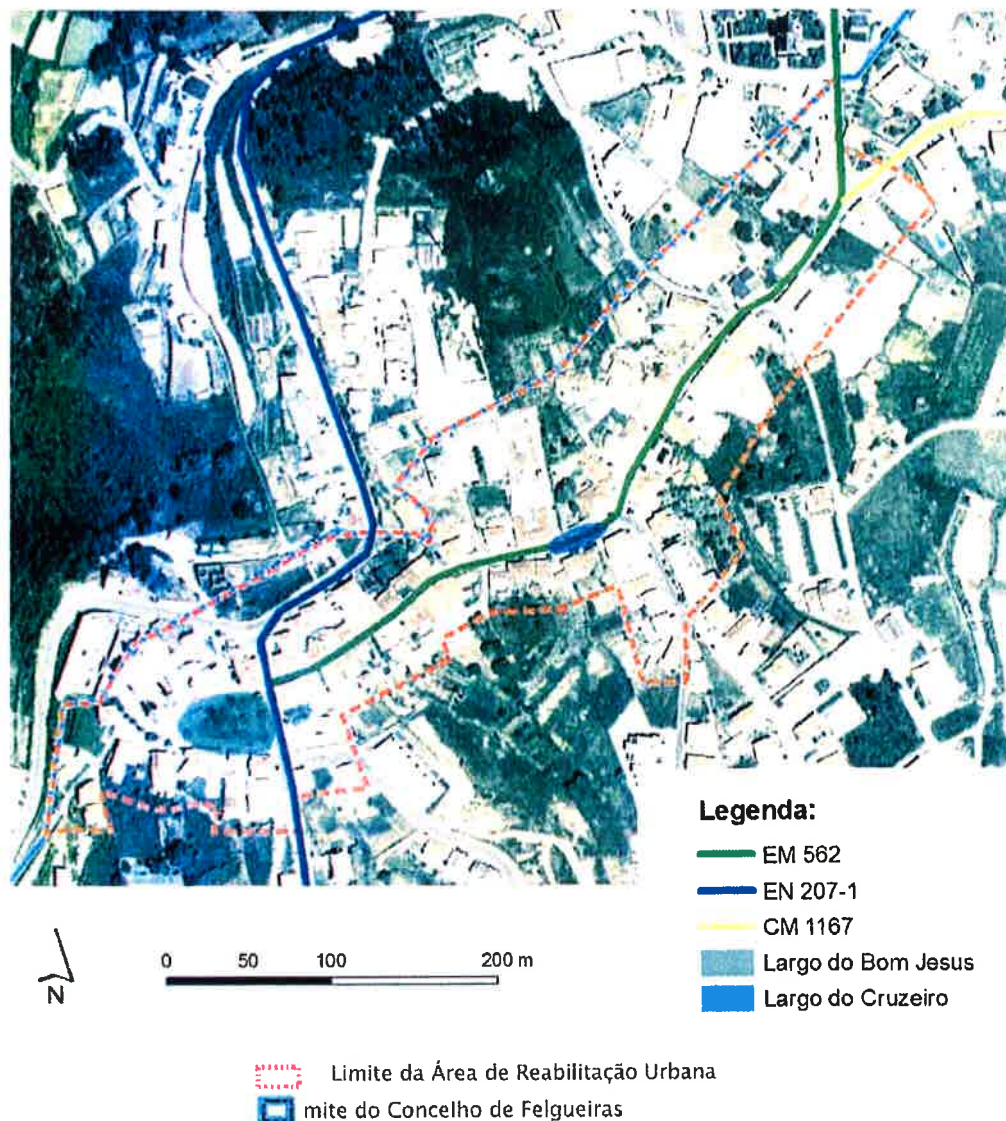 Legenda:
EM 562
EN 207-1
CM 1167
Largo do Bom Jesus
Largo do Cruzeiro
N
0 50 100 200 m
Limite da Área de Reabilitação Urbana
mite do Concelho de Felgueiras